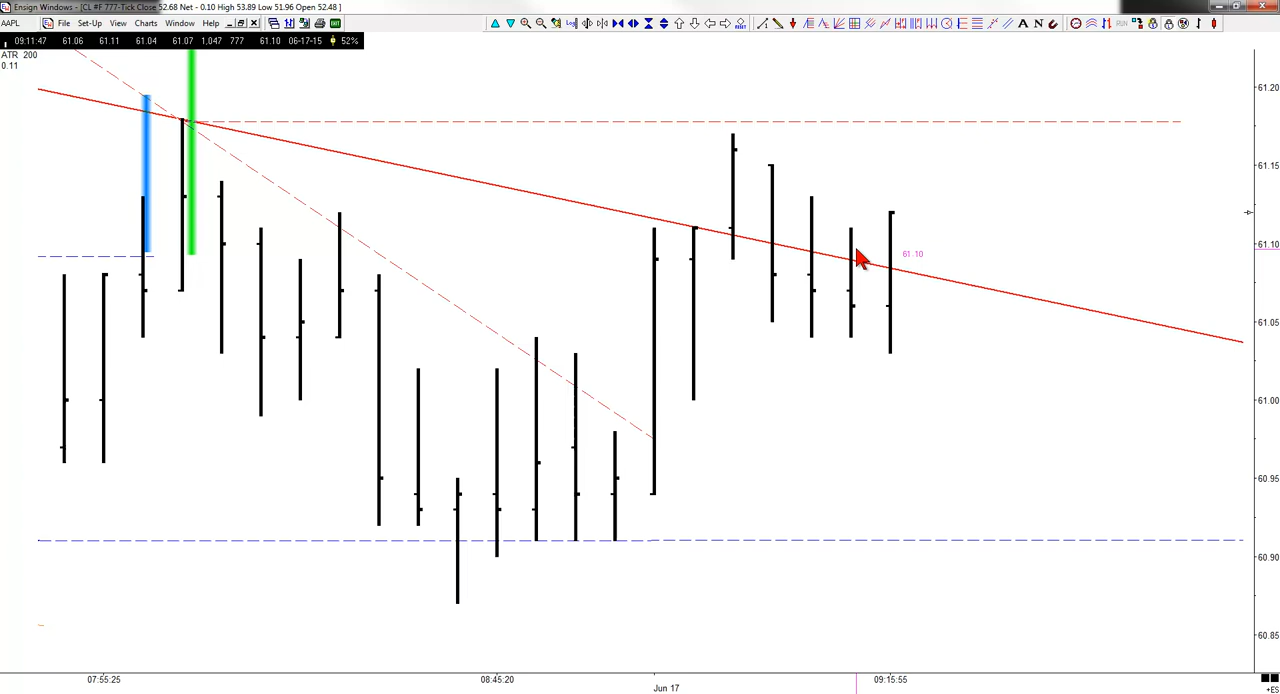 Ensign Windows - [CL #F 777-Tick Close 52.68 Net - 0.10 High 53.89 Low 51.96 Open 52.48 ]
AAPL File Set-Up View Charts Window Help
09:11:47 61.06 61.11 61.04 61.07 1,047 777 61.10 06-17-15 52%
ATR 200
0.11
61.20
61.15
61.10
61.10
61.05
61.00
60.95
60.90
60.85
07:55:25 08:45:20 09:15:55
Jun 17
+ES